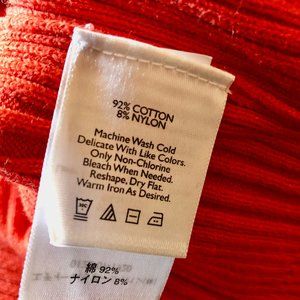 92% COTTON
8% NYLON
Machine Wash Cold
Delicate With Like Colors.
Only Non-Chlorine
Bleach When Needed.
Reshape. Dry Flat.
Warm Iron As Desired.
綿 92%
ナイロン 8%